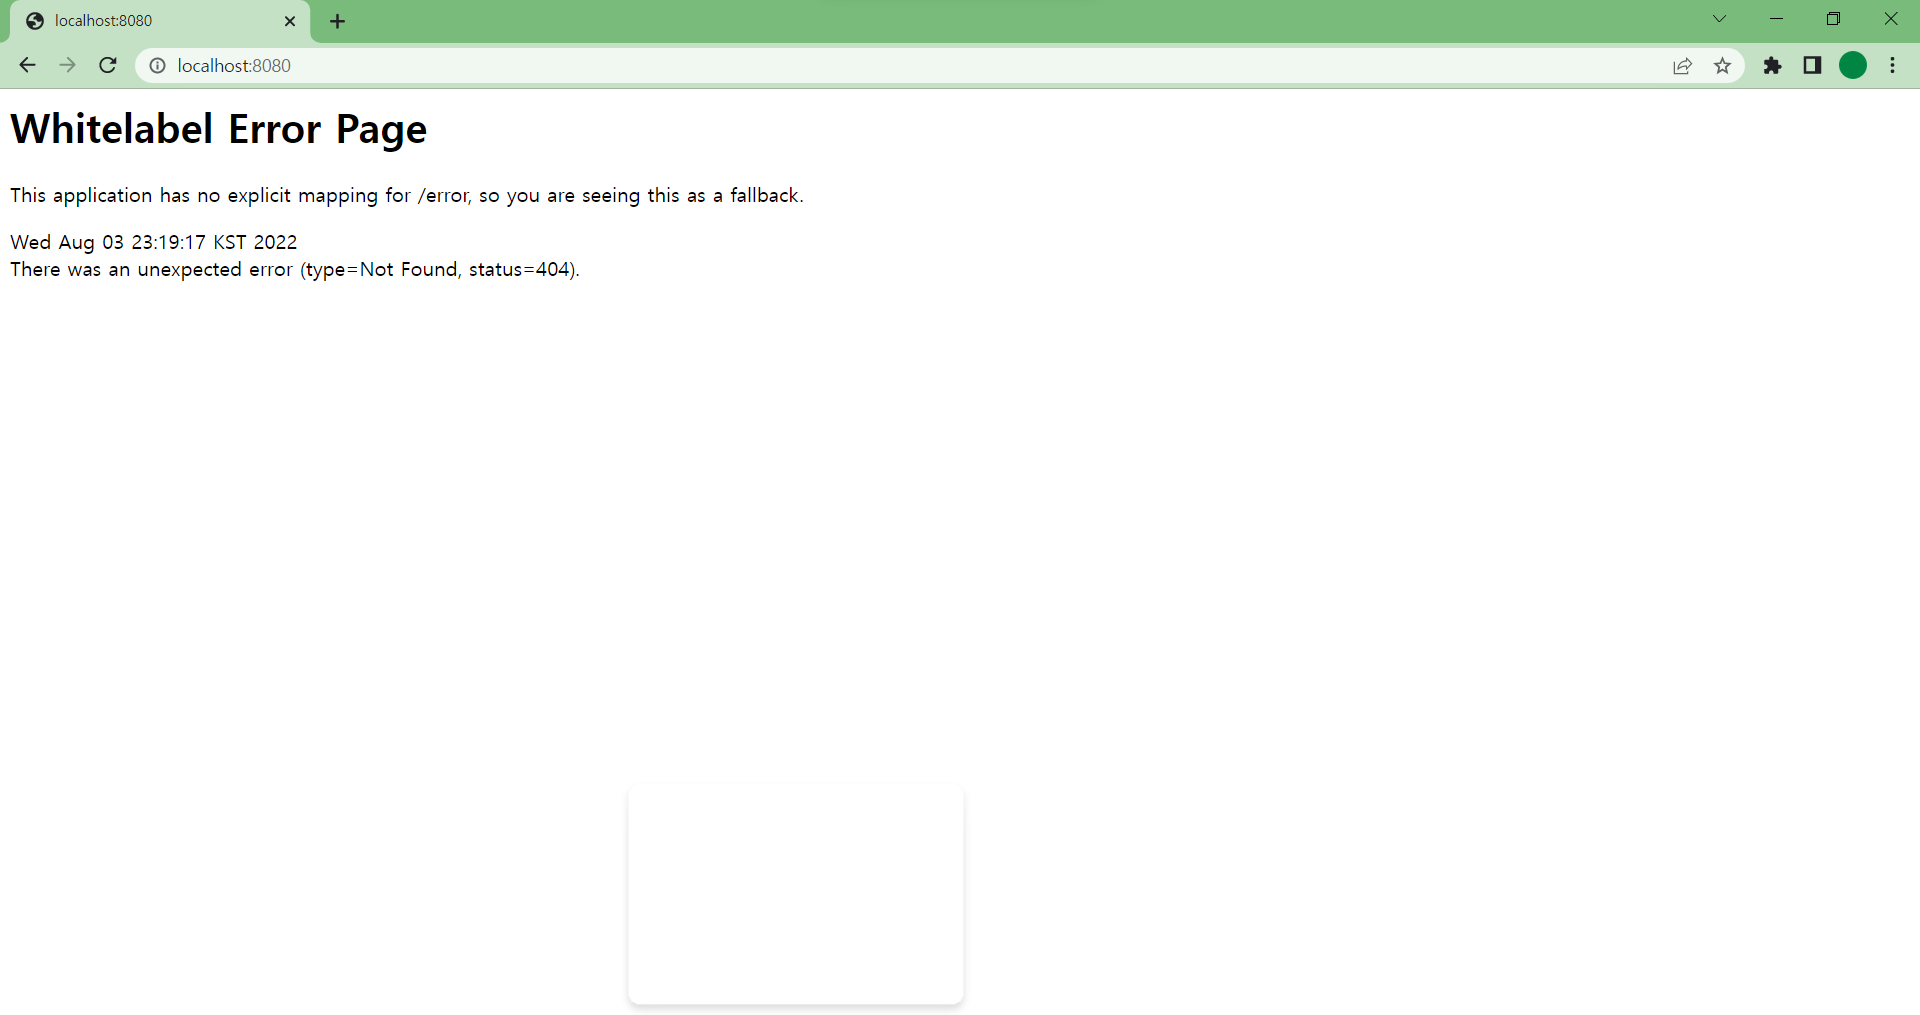 localhost:8080
localhost:8080
Whitelabel Error Page
This application has no explicit mapping for /error, so you are seeing this as a fallback.
Wed Aug 03 23:19:17 KST 2022
There was an unexpected error (type=Not Found, status=404).